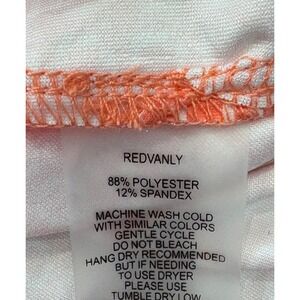 REDVANLY
88% POLYESTER
12% SPANDEX
MACHINE WASH COLD
WITH SIMILAR COLORS
GENTLE CYCLE
DO NOT BLEACH
HANG DRY RECOMMENDED
BUT IF NEEDING
TO USE DRYER
PLEASE USE
TUMBLE DRY LOW